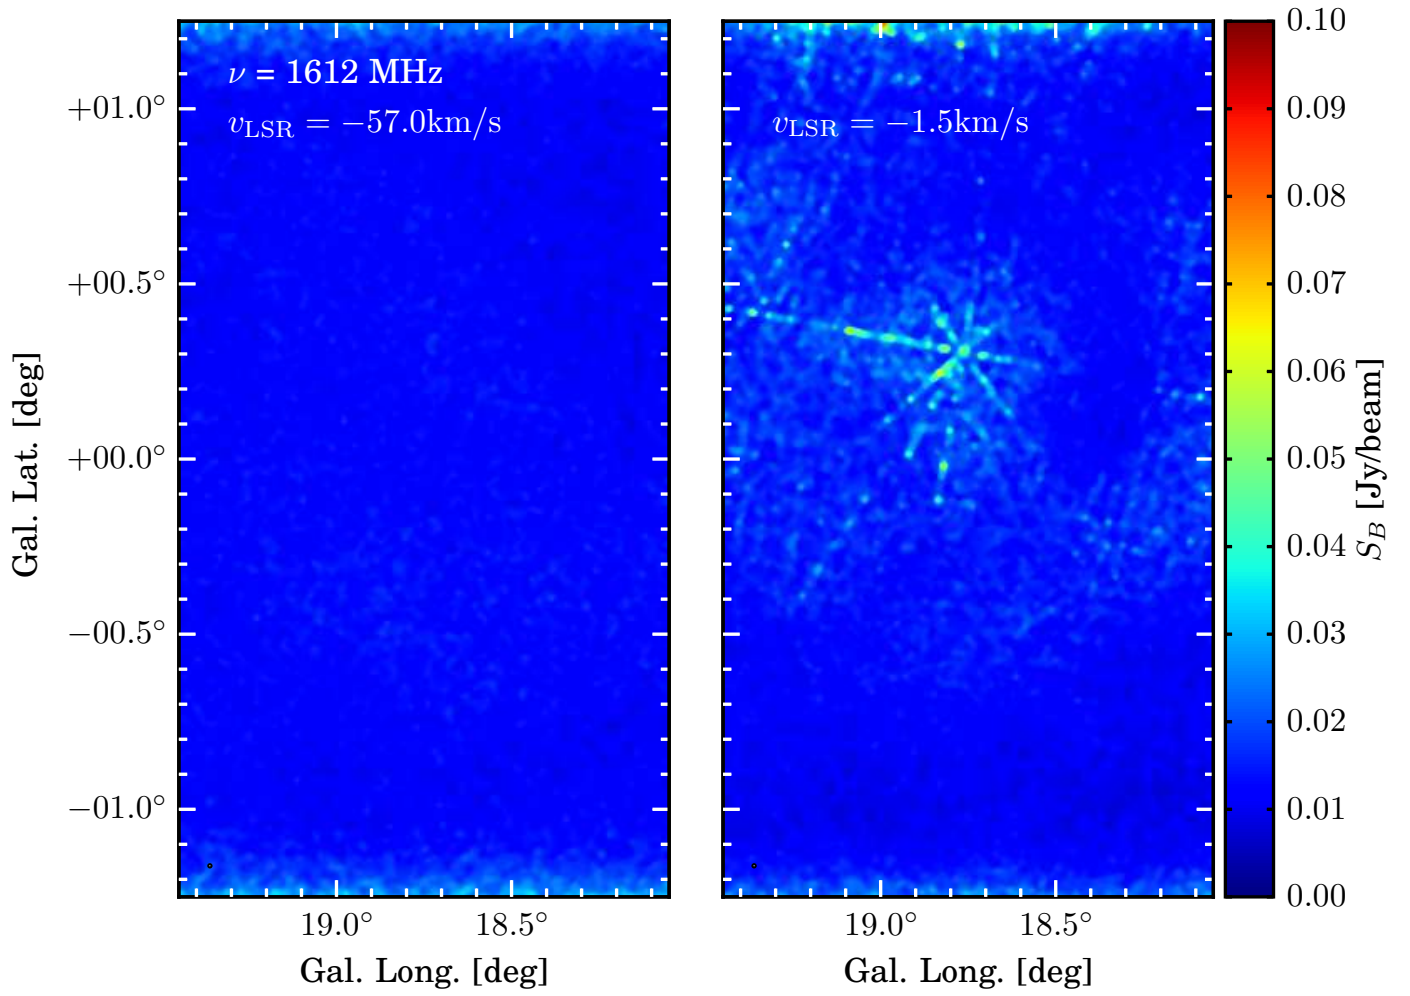 ν = 1612 MHz
v_LSR = −57.0km/s
v_LSR = −1.5km/s
+01.0°
+00.5°
+00.0°
−00.5°
−01.0°
Gal. Lat. [deg]
19.0°
18.5°
19.0°
18.5°
Gal. Long. [deg]
Gal. Long. [deg]
0.10
0.09
0.08
0.07
0.06
0.05
0.04
0.03
0.02
0.01
0.00
S_B [Jy/beam]